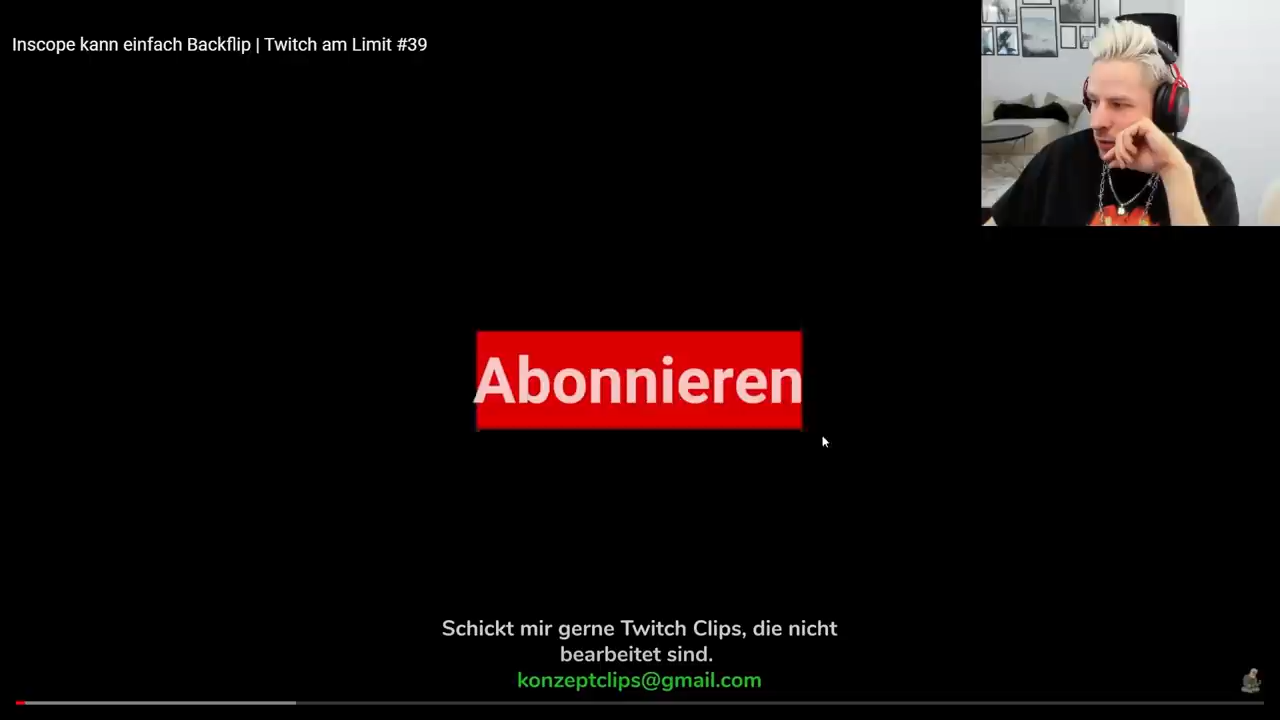 Inscope kann einfach Backflip | Twitch am Limit #39
Abonnieren
Schickt mir gerne Twitch Clips, die nicht
bearbeitet sind.
konzeptclips@gmail.com